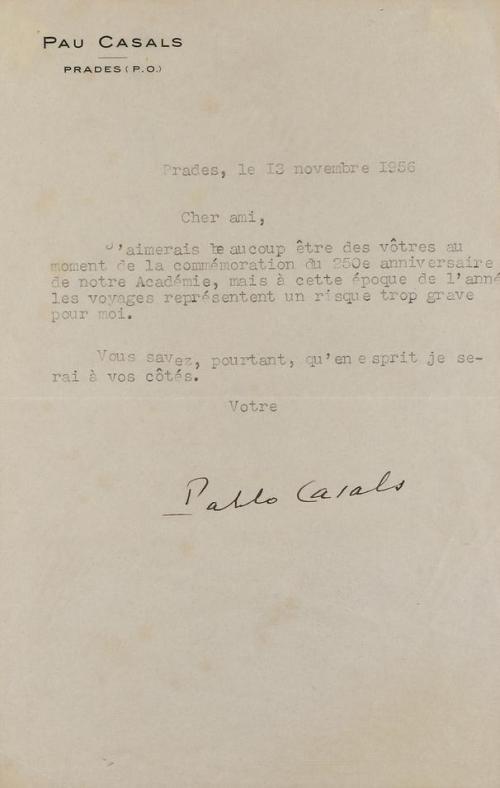 PAU CASALS
PRADES (P.O.)
Prades, le 13 novembre 1956
Cher ami,
J'aimerais beaucoup être des vôtres au
moment de la commémoration du 250e anniversaire
de notre Académie, mais à cette époque de l'anné
les voyages représentent un risque trop grave
pour moi.
Vous savez, pourtant, qu'en esprit je se-
rai à vos côtés.
Votre
Pablo Casals